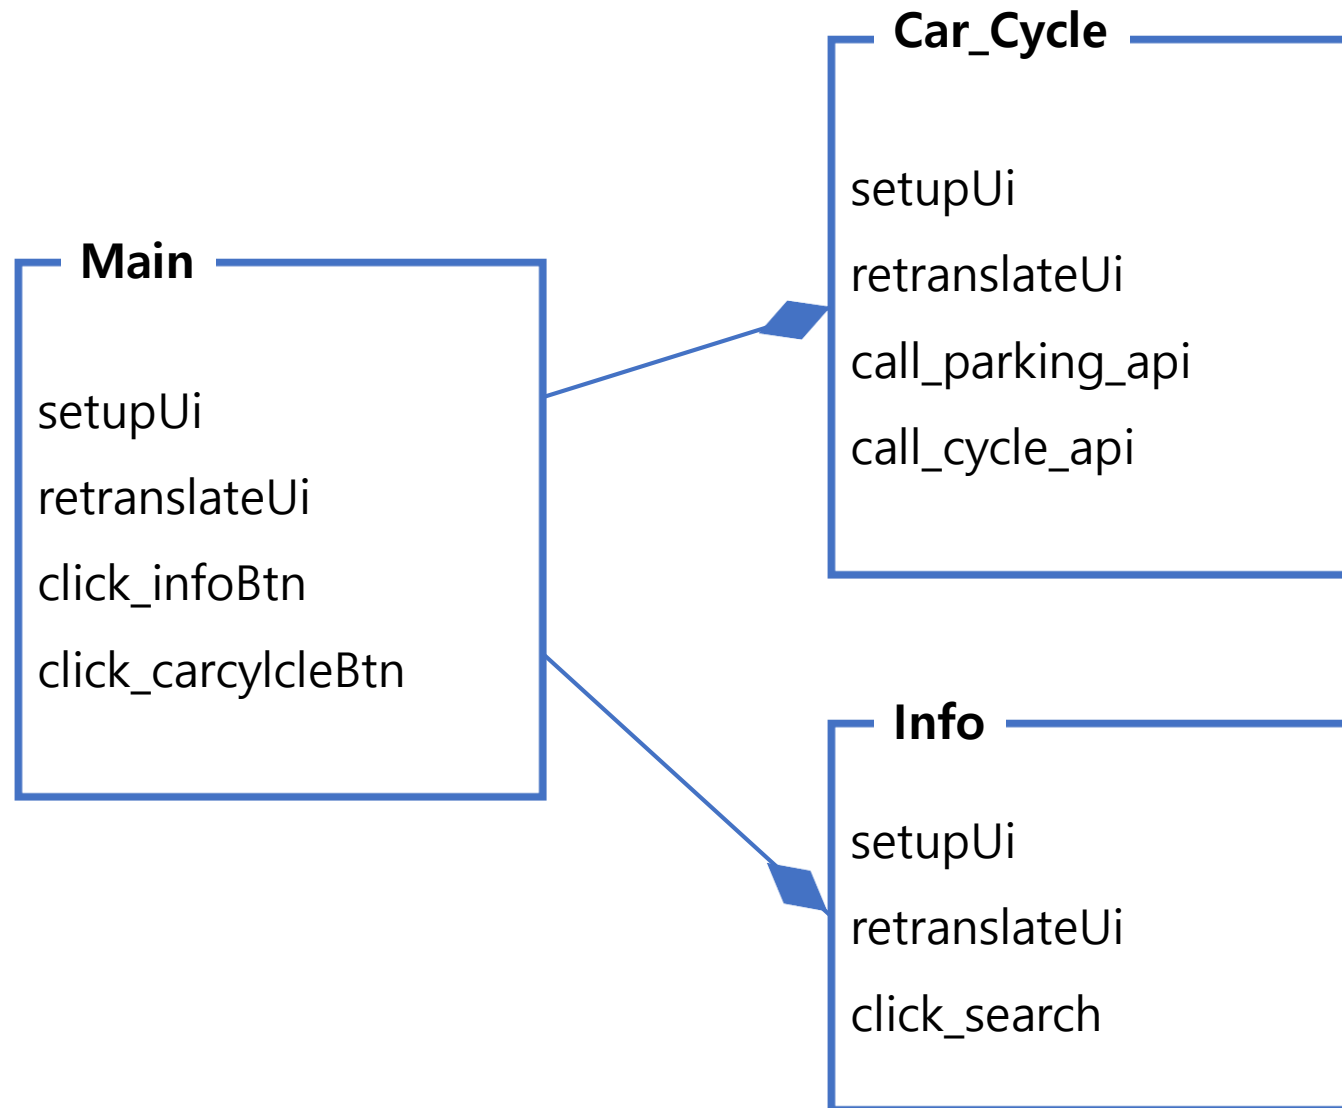 Main
setupUi
retranslateUi
click_infoBtn
click_carcylcleBtn
Car_Cycle
setupUi
retranslateUi
call_parking_api
call_cycle_api
Info
setupUi
retranslateUi
click_search